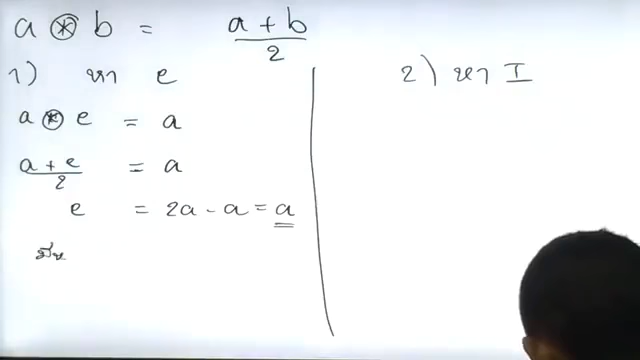 a ⊛ b = (a + b)/2
1) หา e
a ⊛ e = a
(a + e)/2 = a
e = 2a - a = a
2) หา I